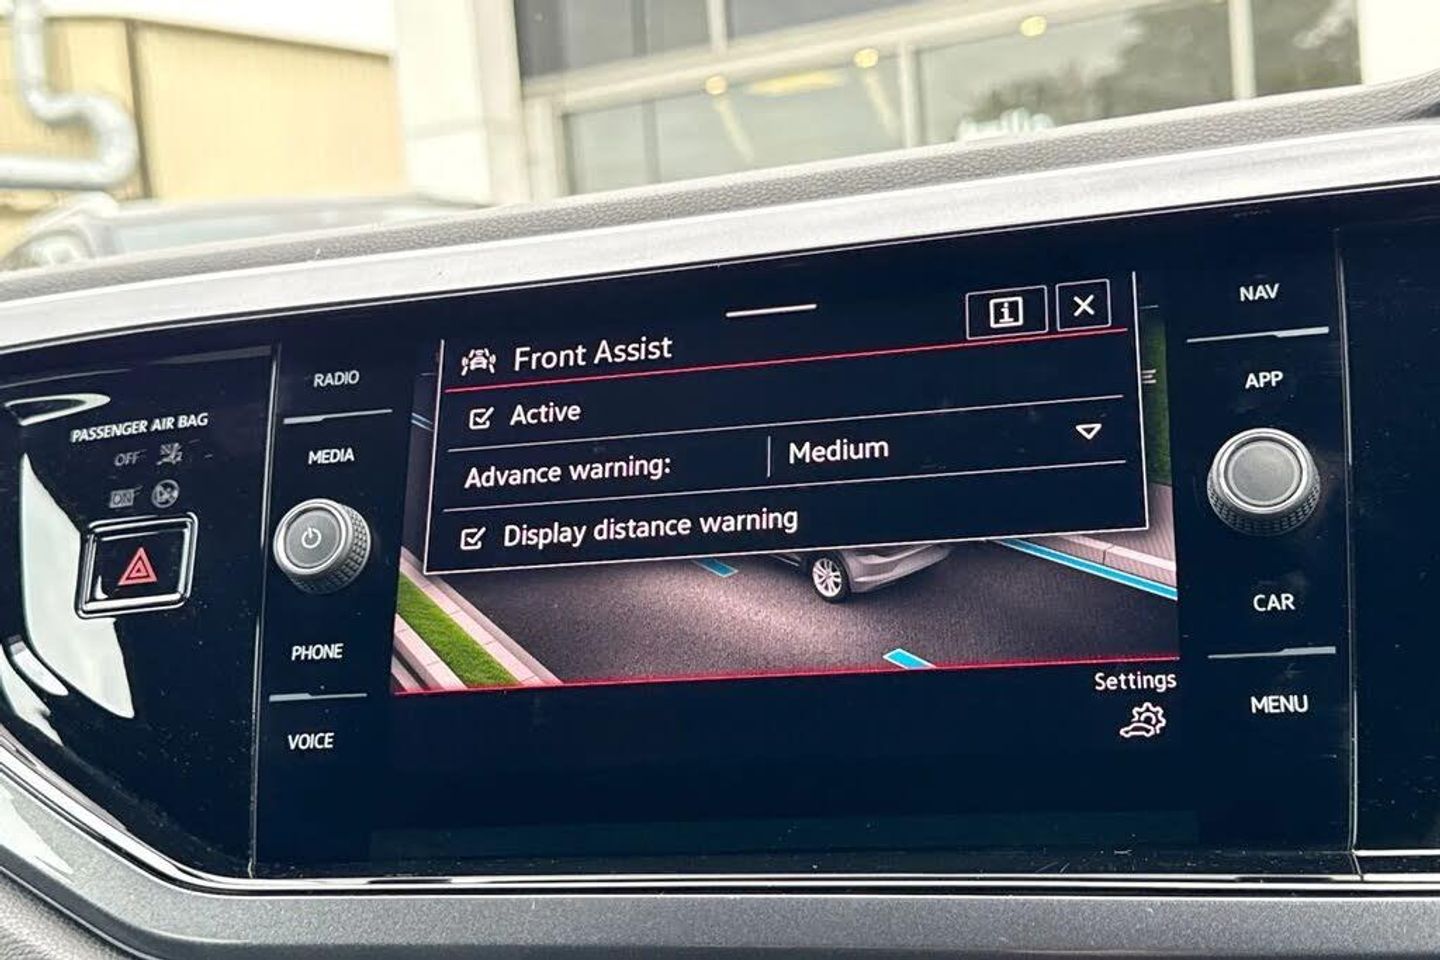 PASSENGER AIR BAG
OFF
ON
RADIO
MEDIA
PHONE
VOICE
Front Assist
Active
Advance warning: Medium
Display distance warning
Settings
NAV
APP
CAR
MENU